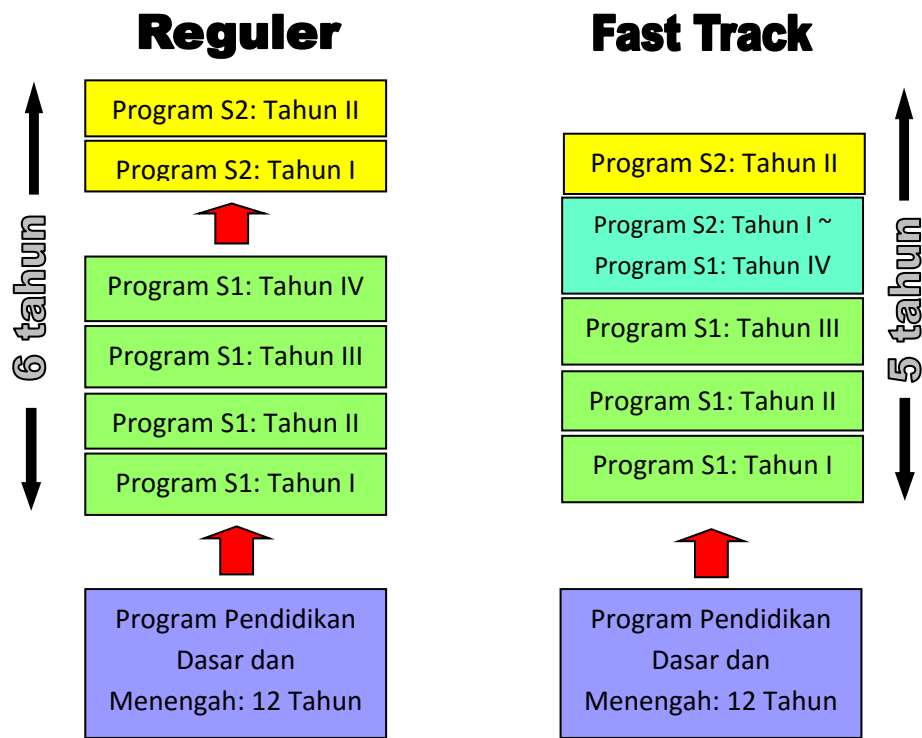 Reguler
Program S2: Tahun II
Program S2: Tahun I
Program S1: Tahun IV
Program S1: Tahun III
Program S1: Tahun II
Program S1: Tahun I
Program Pendidikan
Dasar dan
Menengah: 12 Tahun
6 tahun
Fast Track
Program S2: Tahun II
Program S2: Tahun I ~
Program S1: Tahun IV
Program S1: Tahun III
Program S1: Tahun II
Program S1: Tahun I
Program Pendidikan
Dasar dan
Menengah: 12 Tahun
5 tahun